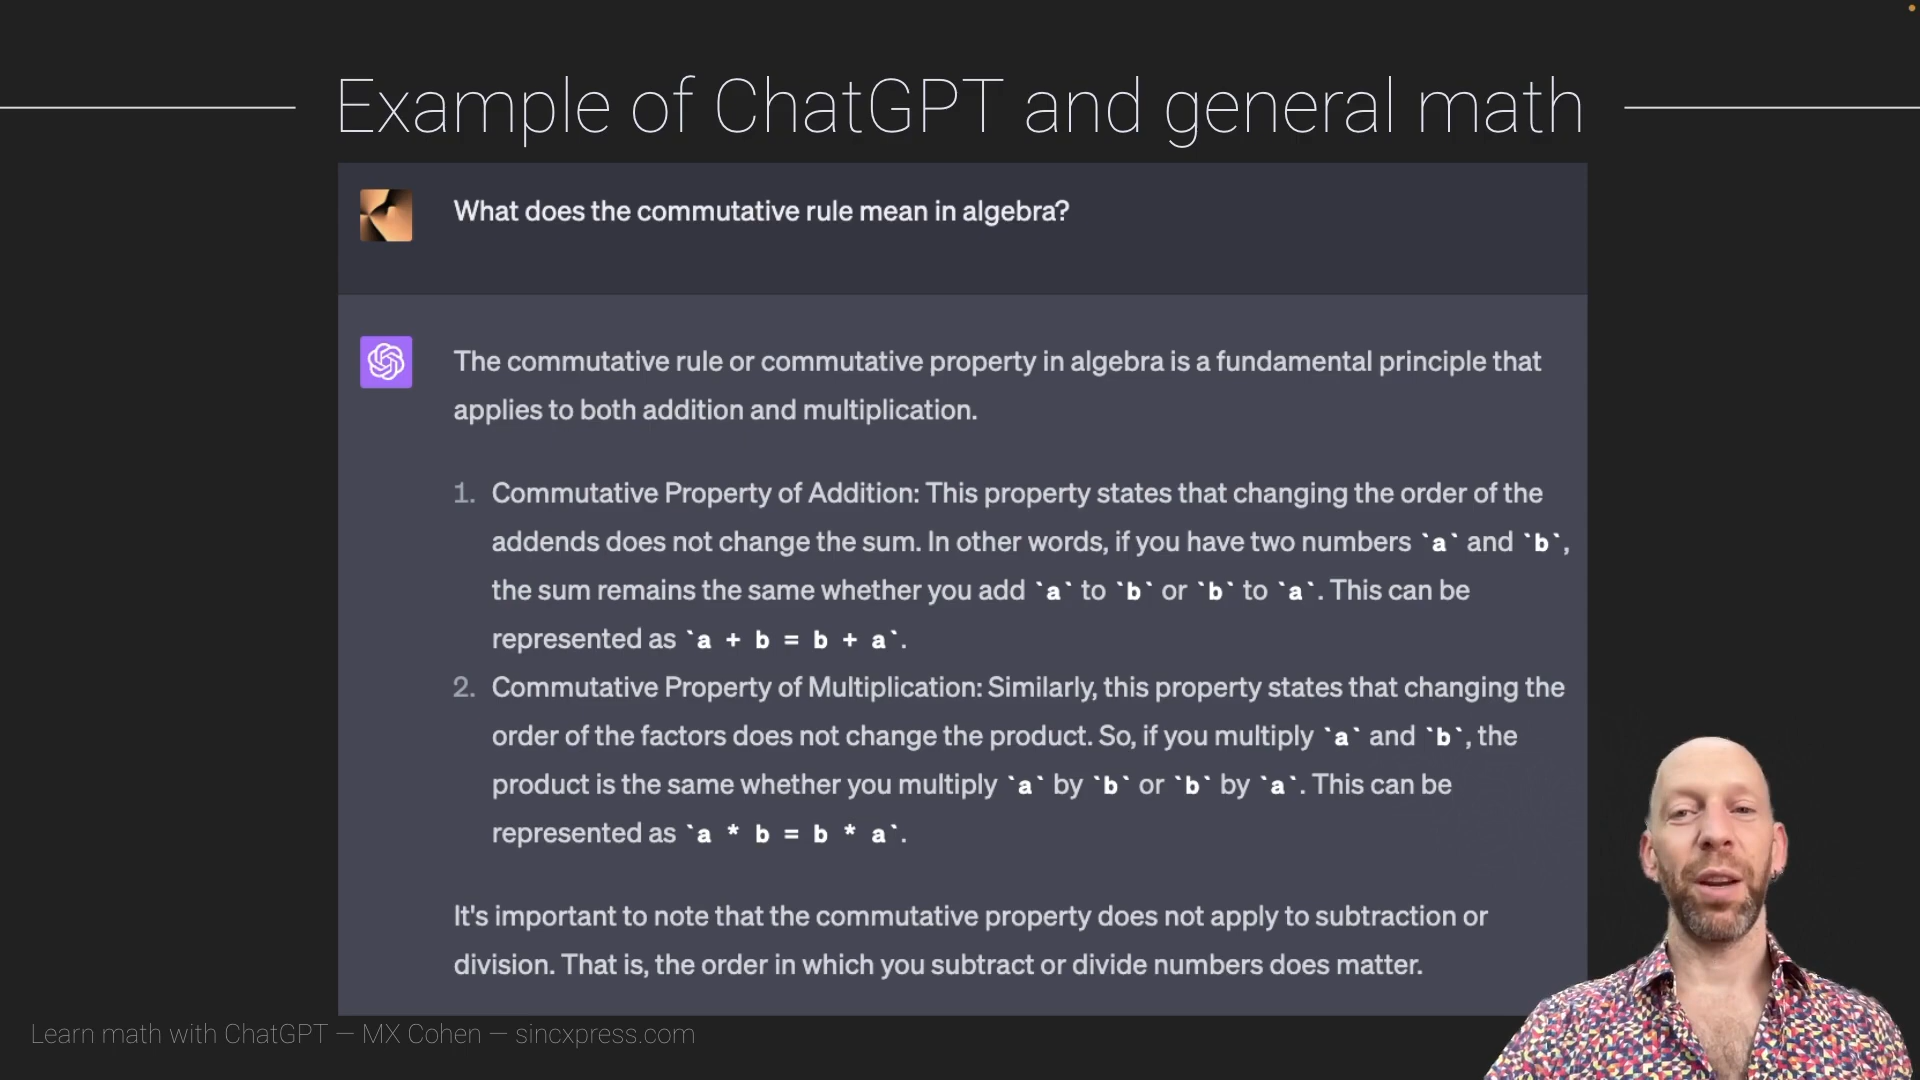 Example of ChatGPT and general math
What does the commutative rule mean in algebra?
The commutative rule or commutative property in algebra is a fundamental principle that
applies to both addition and multiplication.
1. Commutative Property of Addition: This property states that changing the order of the
addends does not change the sum. In other words, if you have two numbers `a` and `b`,
the sum remains the same whether you add `a` to `b` or `b` to `a`. This can be
represented as `a + b = b + a`.
2. Commutative Property of Multiplication: Similarly, this property states that changing the
order of the factors does not change the product. So, if you multiply `a` and `b`, the
product is the same whether you multiply `a` by `b` or `b` by `a`. This can be
represented as `a * b = b * a`.
It's important to note that the commutative property does not apply to subtraction or
division. That is, the order in which you subtract or divide numbers does matter.
Learn math with ChatGPT — MX Cohen — sincxpress.com